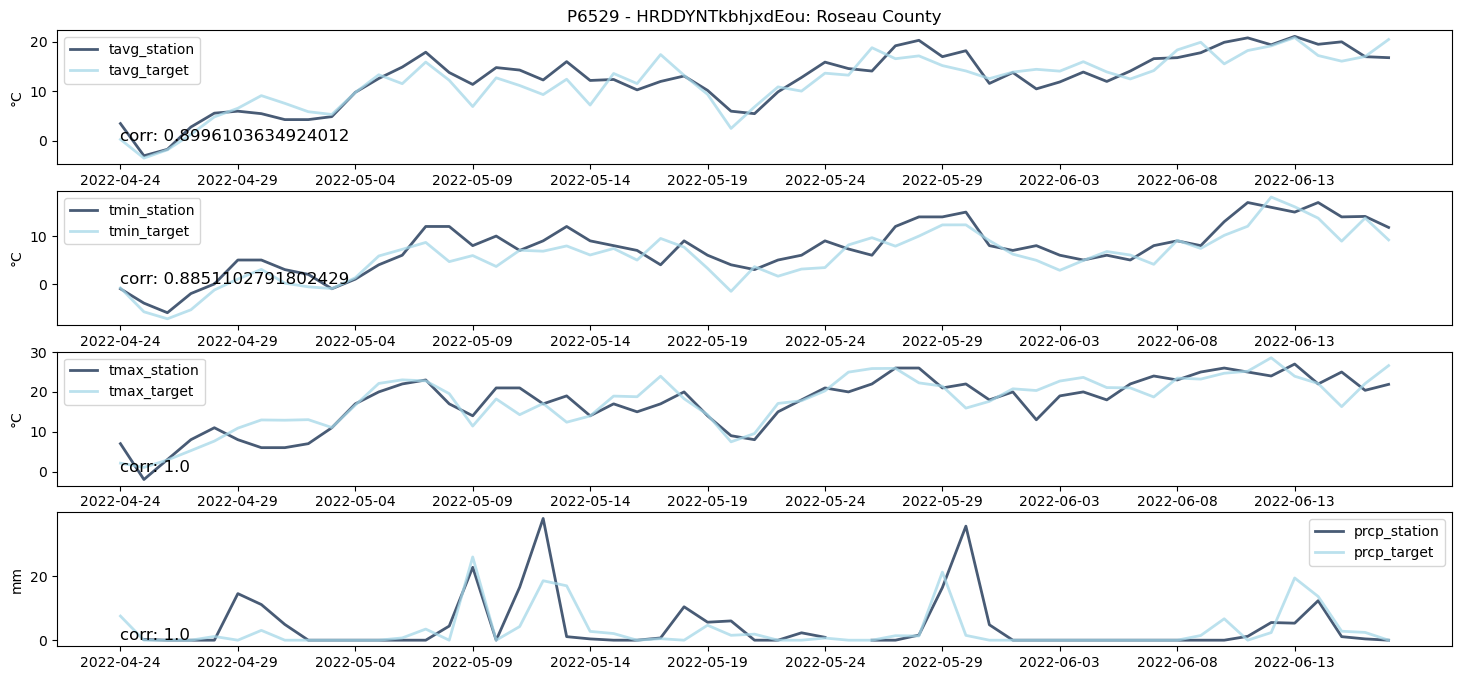 P6529 - HRDDYNTkbhjxdEou: Roseau County
20
10
0
°C
tavg_station
tavg_target
corr: 0.8996103634924012
2022-04-24 2022-04-29 2022-05-04 2022-05-09 2022-05-14 2022-05-19 2022-05-24 2022-05-29 2022-06-03 2022-06-08 2022-06-13
10
0
°C
tmin_station
tmin_target
corr: 0.8851102791802429
2022-04-24 2022-04-29 2022-05-04 2022-05-09 2022-05-14 2022-05-19 2022-05-24 2022-05-29 2022-06-03 2022-06-08 2022-06-13
30
20
10
0
°C
tmax_station
tmax_target
corr: 1.0
2022-04-24 2022-04-29 2022-05-04 2022-05-09 2022-05-14 2022-05-19 2022-05-24 2022-05-29 2022-06-03 2022-06-08 2022-06-13
20
0
mm
prcp_station
prcp_target
corr: 1.0
2022-04-24 2022-04-29 2022-05-04 2022-05-09 2022-05-14 2022-05-19 2022-05-24 2022-05-29 2022-06-03 2022-06-08 2022-06-13